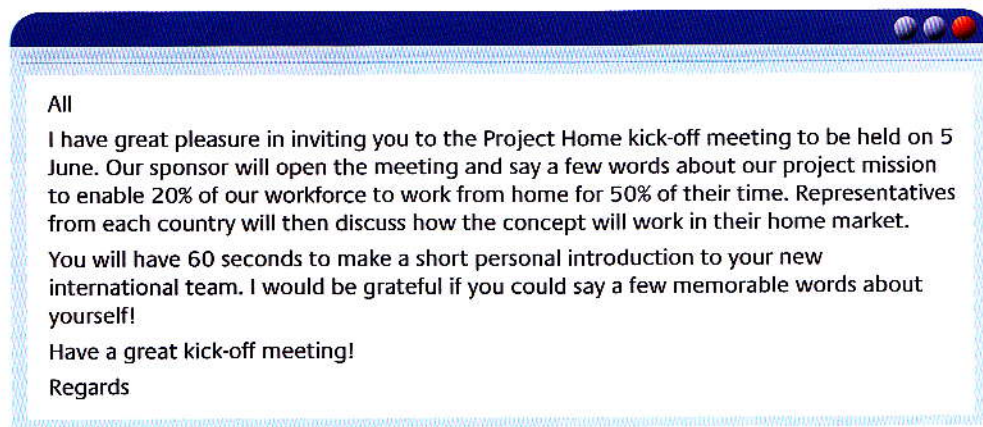 All
I have great pleasure in inviting you to the Project Home kick-off meeting to be held on 5
June. Our sponsor will open the meeting and say a few words about our project mission
to enable 20% of our workforce to work from home for 50% of their time. Representatives
from each country will then discuss how the concept will work in their home market.
You will have 60 seconds to make a short personal introduction to your new
international team. I would be grateful if you could say a few memorable words about
yourself!
Have a great kick-off meeting!
Regards